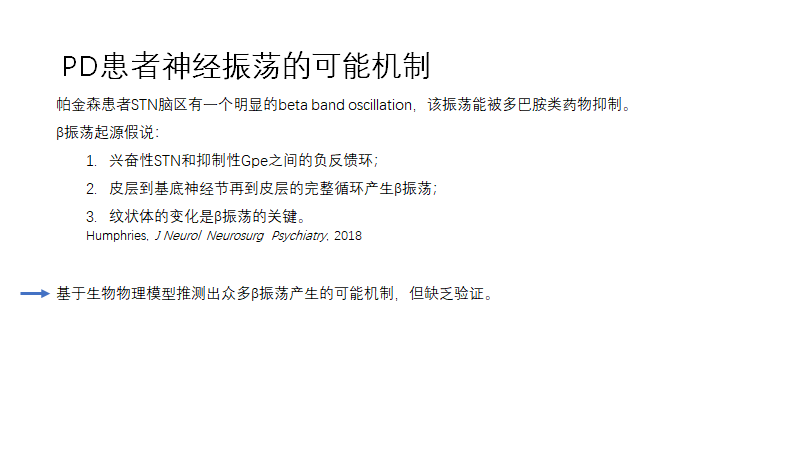 PD患者神经振荡的可能机制
帕金森患者STN脑区有一个明显的beta band oscillation，该振荡能被多巴胺类药物抑制。
β振荡起源假说：
1. 兴奋性STN和抑制性Gpe之间的负反馈环；
2. 皮层到基底神经节再到皮层的完整循环产生β振荡；
3. 纹状体的变化是β振荡的关键。
Humphries, J Neurol Neurosurg Psychiatry, 2018
基于生物物理模型推测出众多β振荡产生的可能机制，但缺乏验证。